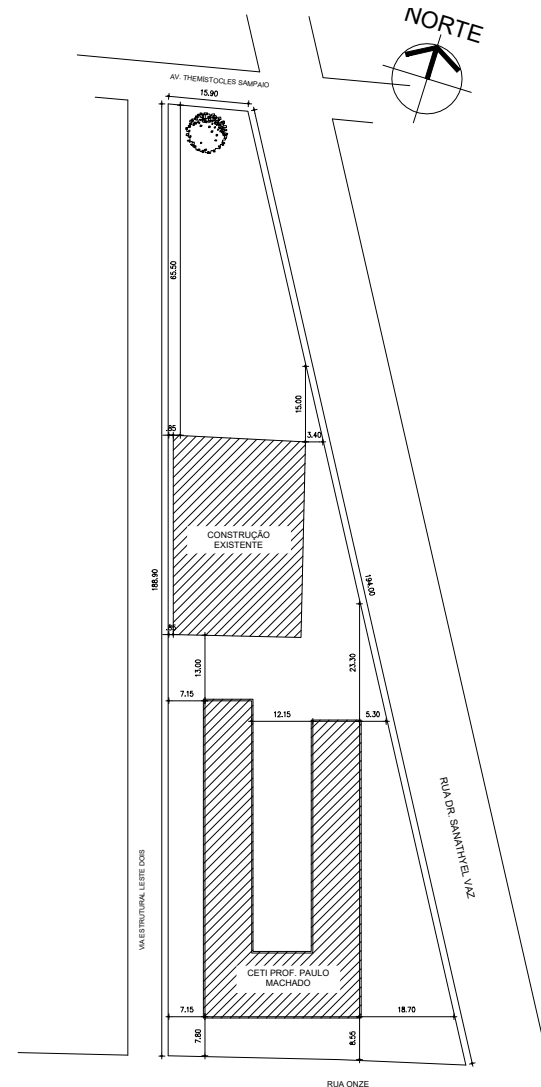 NORTE
AV. THEMÍSTOCLES SAMPAIO
15.90
65.50
15.00
.85
3.40
CONSTRUÇÃO
EXISTENTE
188.90
194.00
.85
13.00
23.30
7.15
12.15
5.30
RUA DR. SANATHYEL VAZ
VIA ESTRUTURAL LESTE DOIS
CETI PROF. PAULO
MACHADO
7.15
18.70
7.80
8.55
RUA ONZE